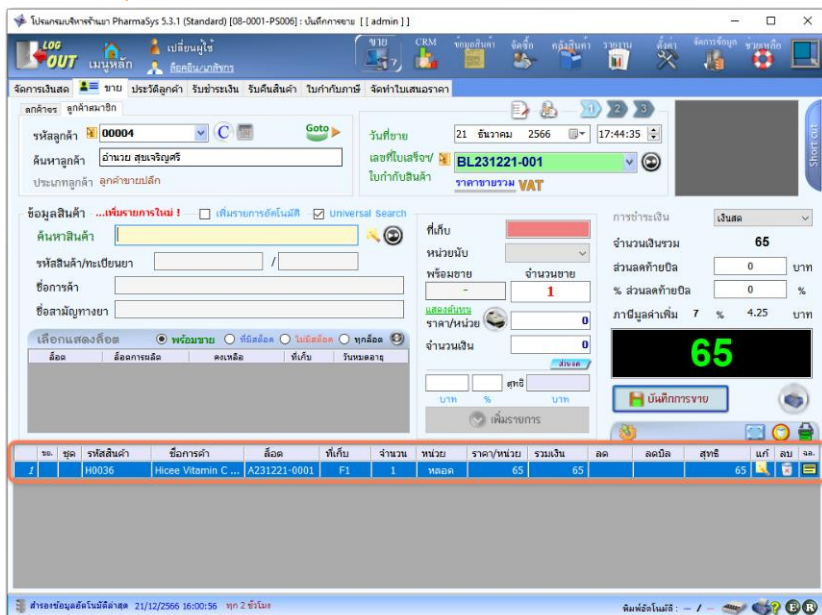 โปรแกรมบริหารร้านยา PharmaSys 5.3.1 (Standard) [08-0001-PS006] : บันทึกการขาย [ [ admin ] ]
LOG OUT เมนูหลัก เปลี่ยนผู้ใช้ ขาย CRM ข้อมูลสินค้า จัดซื้อ คลังสินค้า รายงาน ตั้งค่า จัดการข้อมูล ช่วยเหลือ
ล็อคอินเภสัชกร
จัดการเงินสด ขาย ประวัติลูกค้า รับชำระเงิน รับคืนสินค้า ใบกำกับภาษี จัดทำใบเสนอราคา
ลูกค้าจร ลูกค้าสมาชิก 1 2 3
รหัสลูกค้า 00004 C Goto วันที่ขาย 21 ธันวาคม 2566 17:44:35
ค้นหาลูกค้า อำนวย สุขเจริญศรี เลขที่ใบเสร็จฯ/ BL231221-001
ประเภทลูกค้า ลูกค้าขายปลีก ใบกำกับสินค้า ราคาขายรวม VAT
Short cut
ข้อมูลสินค้า ...เพิ่มรายการใหม่ ! เพิ่มรายการอัตโนมัติ Universal Search
ค้นหาสินค้า
รหัสสินค้า/ทะเบียนยา /
ชื่อการค้า
ชื่อสามัญทางยา
ที่เก็บ
หน่วยนับ
พร้อมขาย จำนวนขาย
- 1
แสดงต้นทุน
ราคา/หน่วย 0
จำนวนเงิน 0
ส่วนลด
สุทธิ
บาท % บาท
เพิ่มรายการ
การชำระเงิน เงินสด
จำนวนเงินรวม 65
ส่วนลดท้ายบิล 0 บาท
% ส่วนลดท้ายบิล 0 %
ภาษีมูลค่าเพิ่ม 7 % 4.25 บาท
65
บันทึกการขาย
เลือกแสดงล็อต พร้อมขาย ที่มีสต็อค ไม่มีสต็อค ทุกล็อต
ล็อต ล็อตการผลิต คงเหลือ ที่เก็บ วันหมดอายุ
ขย. ชุด รหัสสินค้า ชื่อการค้า ล็อต ที่เก็บ จำนวน หน่วย ราคา/หน่วย รวมเงิน ลด ลดบิล สุทธิ แก้ ลบ ฉล.
1 H0036 Hicee Vitamin C ... A231221-0001 F1 1 หลอด 65 65 65
สำรองข้อมูลอัตโนมัติล่าสุด 21/12/2566 16:00:56 ทุก 2 ชั่วโมง พิมพ์อัตโนมัติ : - / - E R